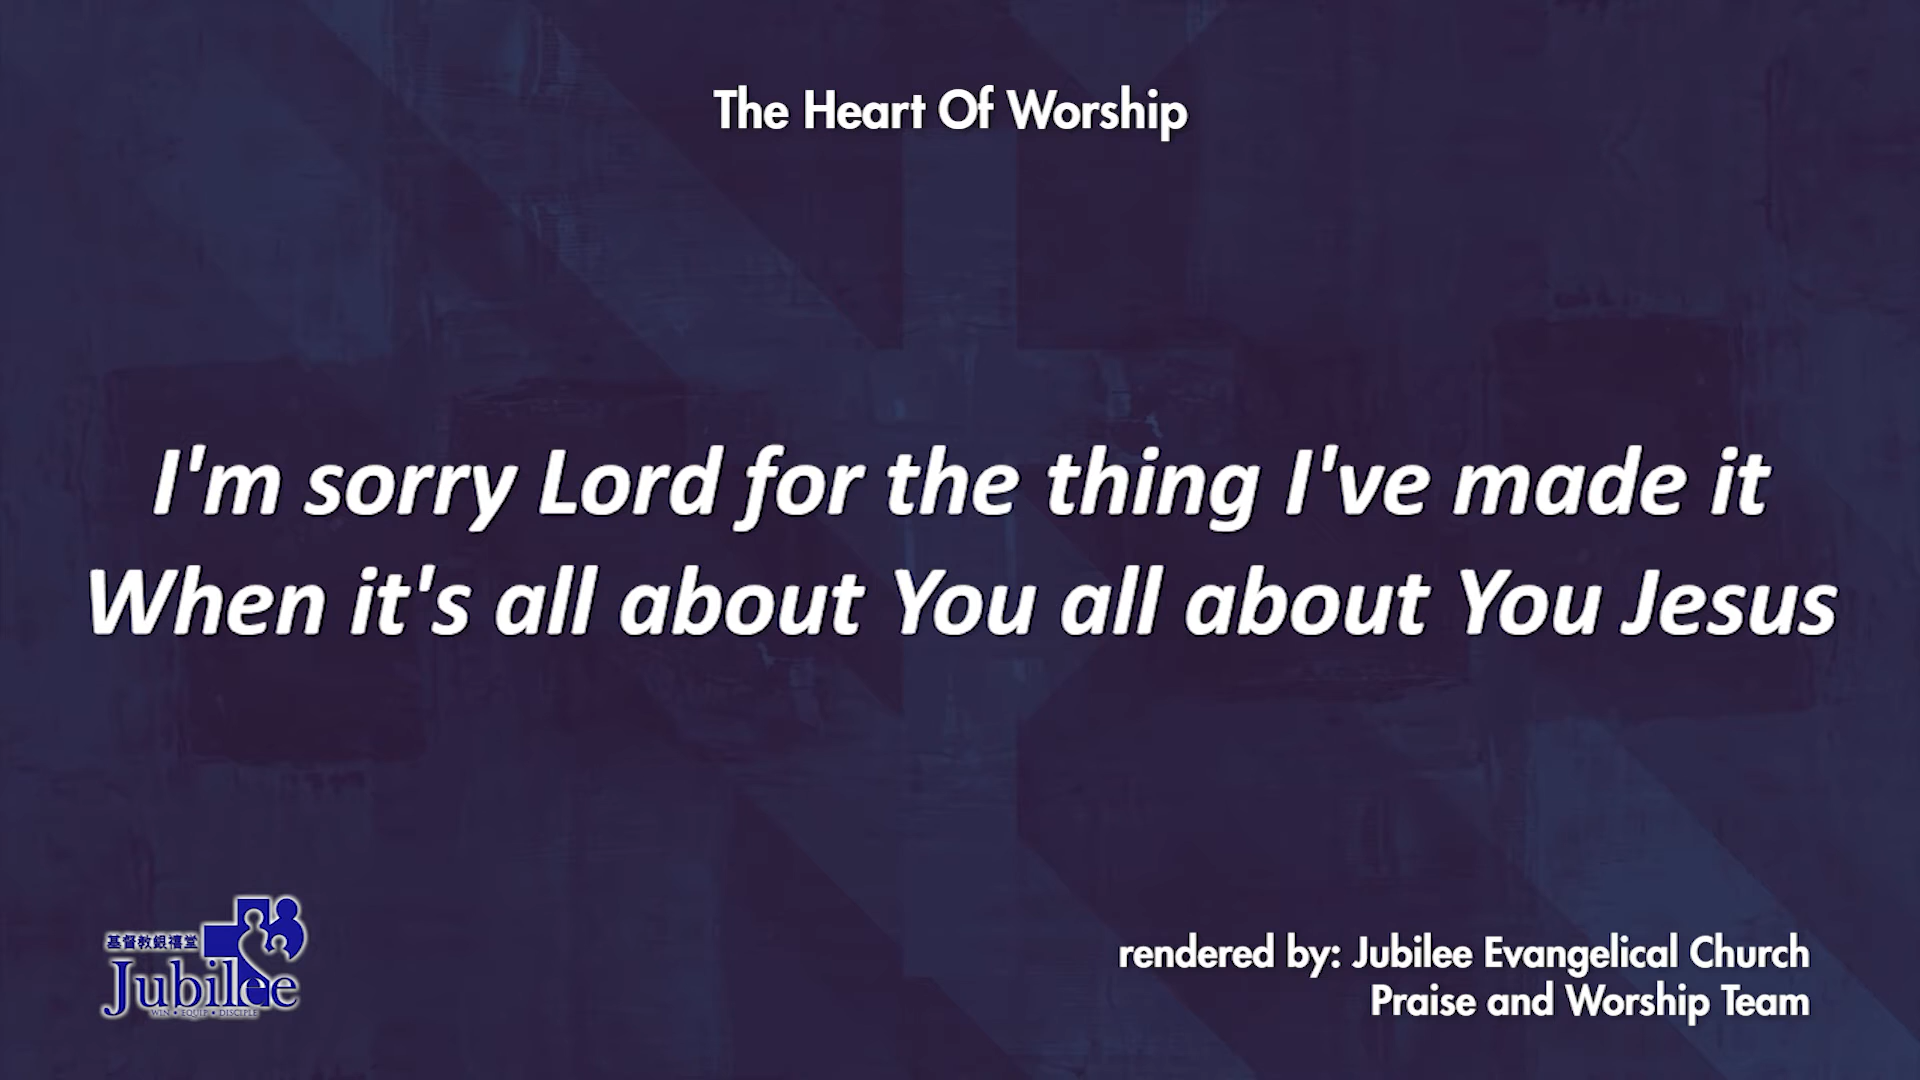 The Heart Of Worship
I'm sorry Lord for the thing I've made it
When it's all about You all about You Jesus
基督教銀禧堂
Jubilee
WIN • EQUIP • DISCIPLE
rendered by: Jubilee Evangelical Church
Praise and Worship Team